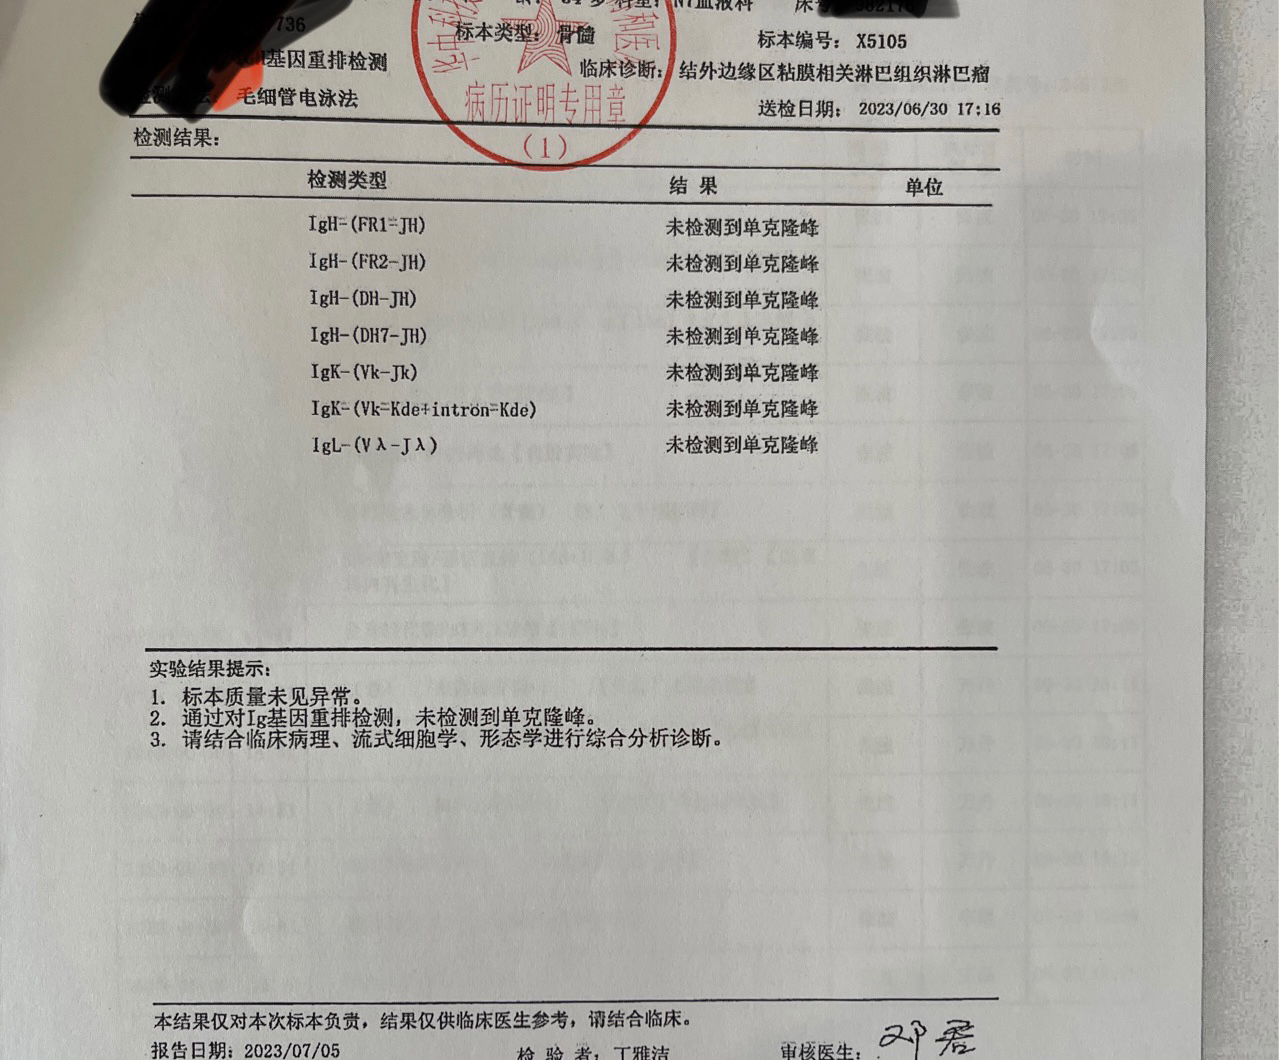 736
岁 科室: N7血液科 床号
标本类型: 骨髓 标本编号: X5105
基因重排检测 临床诊断: 结外边缘区粘膜相关淋巴组织淋巴瘤
毛细管电泳法 送检日期: 2023/06/30 17:16
病历证明专用章
(1)
检测结果:
检测类型 结 果 单位
IgH-(FR1-JH) 未检测到单克隆峰
IgH-(FR2-JH) 未检测到单克隆峰
IgH-(DH-JH) 未检测到单克隆峰
IgH-(DH7-JH) 未检测到单克隆峰
IgK-(Vk-Jk) 未检测到单克隆峰
IgK-(Vk-Kde+intron-Kde) 未检测到单克隆峰
IgL-(Vλ-Jλ) 未检测到单克隆峰
实验结果提示:
1. 标本质量未见异常。
2. 通过对Ig基因重排检测, 未检测到单克隆峰。
3. 请结合临床病理、流式细胞学、形态学进行综合分析诊断。
本结果仅对本次标本负责, 结果仅供临床医生参考, 请结合临床。
报告日期: 2023/07/05 检 验 者: 丁雅洁 审核医生: